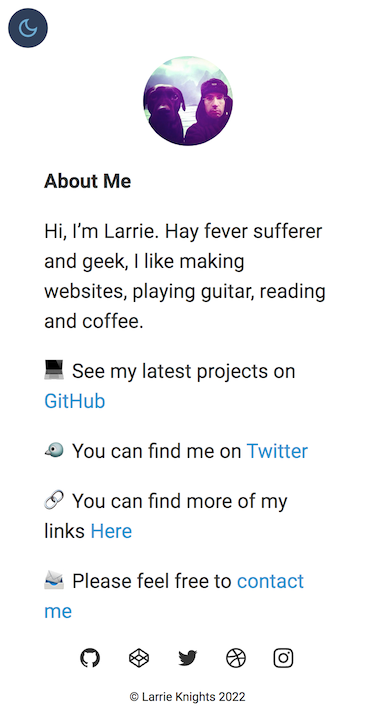 About Me
Hi, I’m Larrie. Hay fever sufferer
and geek, I like making
websites, playing guitar, reading
and coffee.
See my latest projects on
GitHub
You can find me on Twitter
You can find more of my
links Here
Please feel free to contact
me
© Larrie Knights 2022